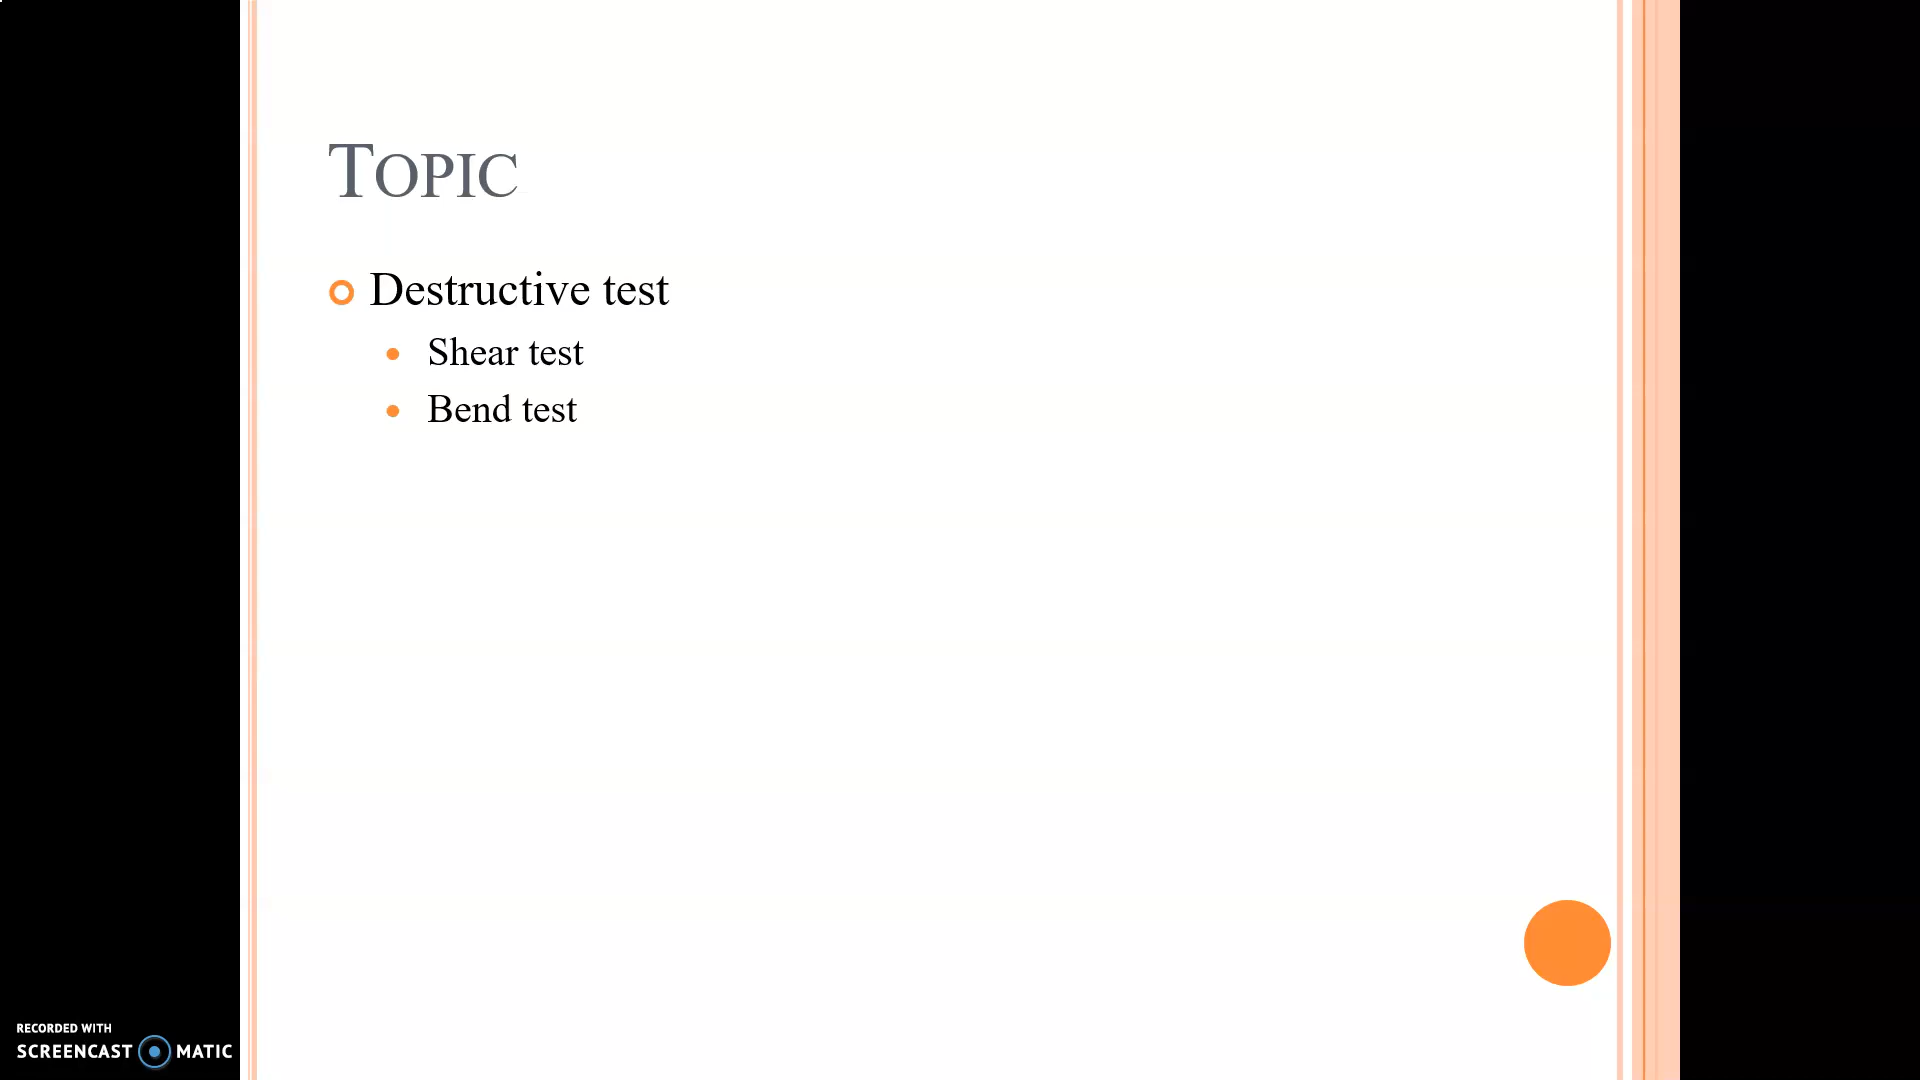 TOPIC
Destructive test
Shear test
Bend test
RECORDED WITH
SCREENCAST MATIC